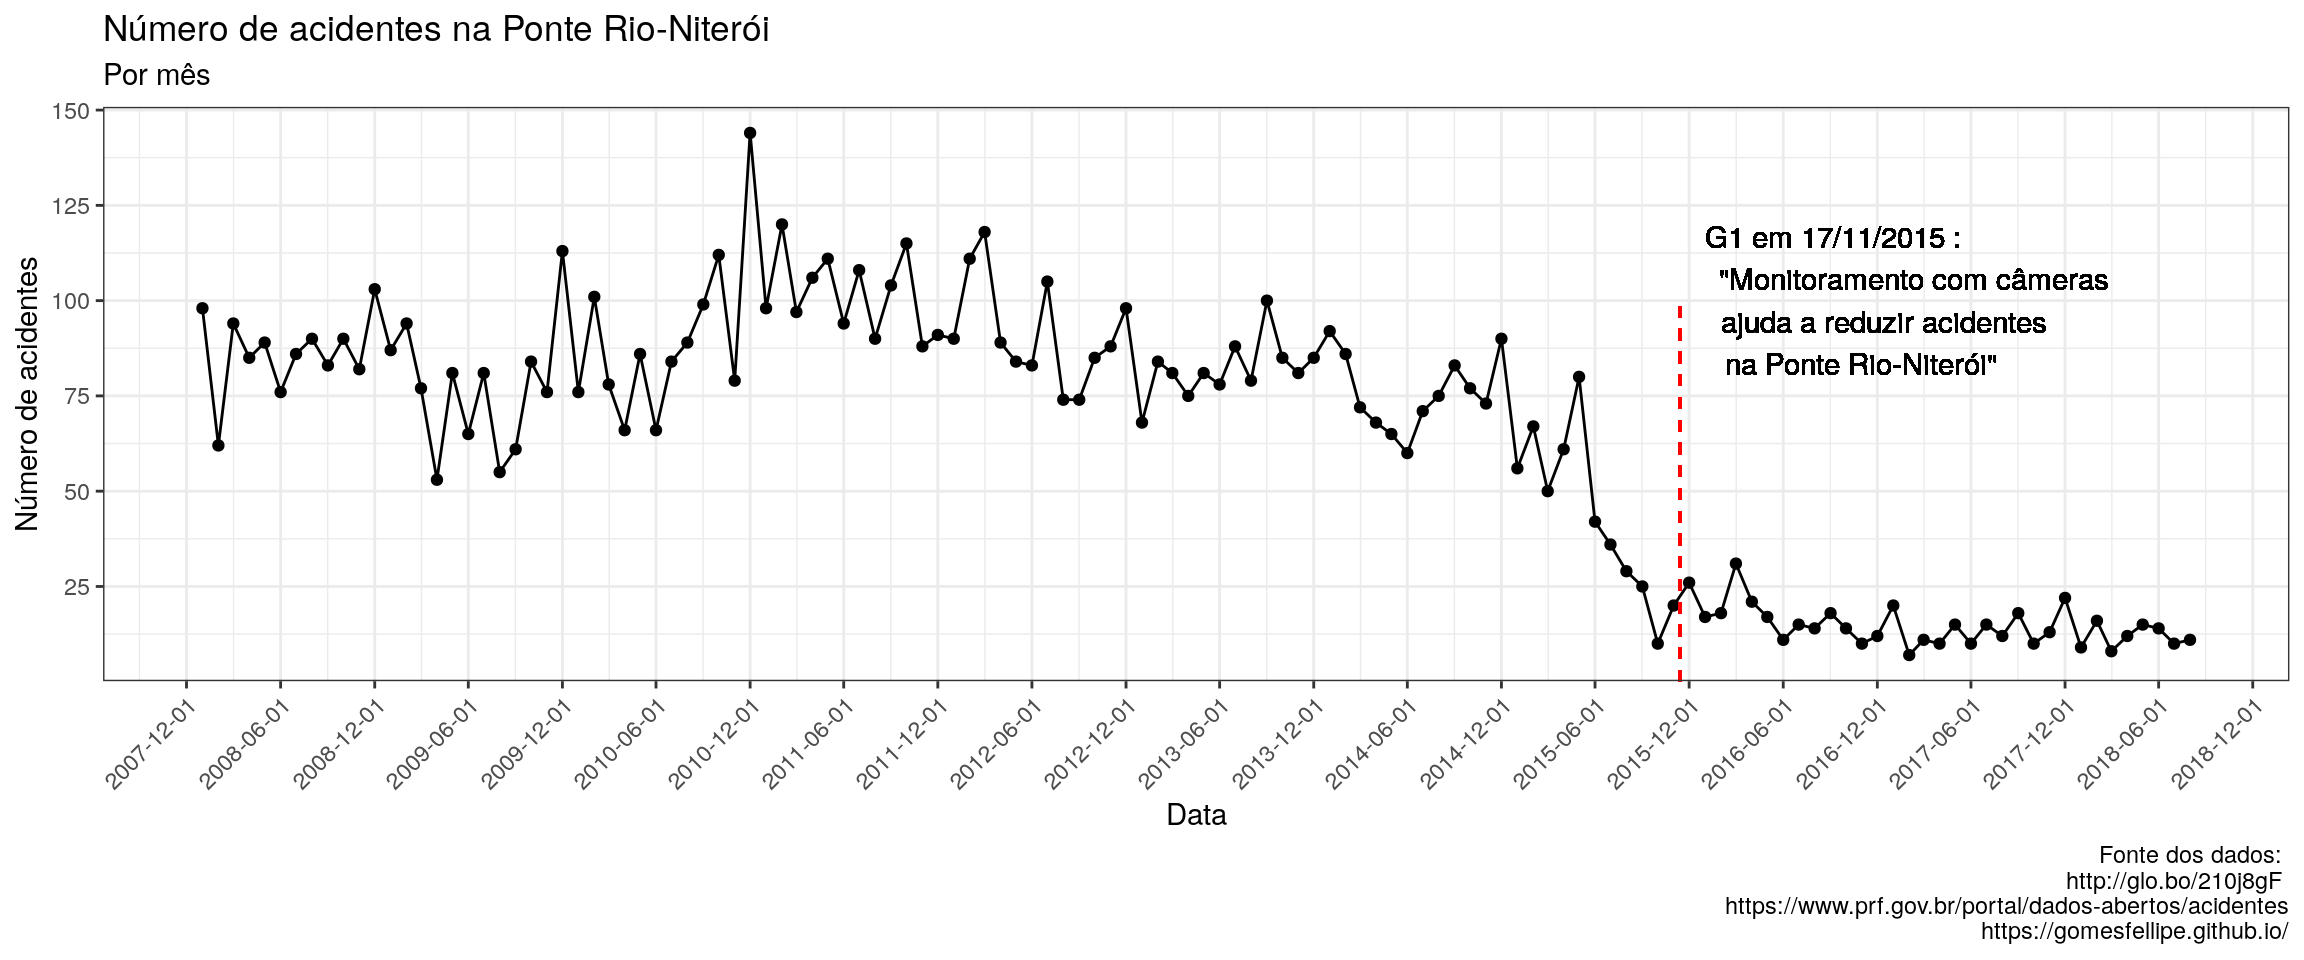 Número de acidentes na Ponte Rio-Niterói
Por mês
Número de acidentes
150
125
100
75
50
25
G1 em 17/11/2015 :
"Monitoramento com câmeras
ajuda a reduzir acidentes
na Ponte Rio-Niterói"
2007-12-01
2008-06-01
2008-12-01
2009-06-01
2009-12-01
2010-06-01
2010-12-01
2011-06-01
2011-12-01
2012-06-01
2012-12-01
2013-06-01
2013-12-01
2014-06-01
2014-12-01
2015-06-01
2015-12-01
2016-06-01
2016-12-01
2017-06-01
2017-12-01
2018-06-01
2018-12-01
Data
Fonte dos dados:
http://glo.bo/210j8gF
https://www.prf.gov.br/portal/dados-abertos/acidentes
https://gomesfellipe.github.io/